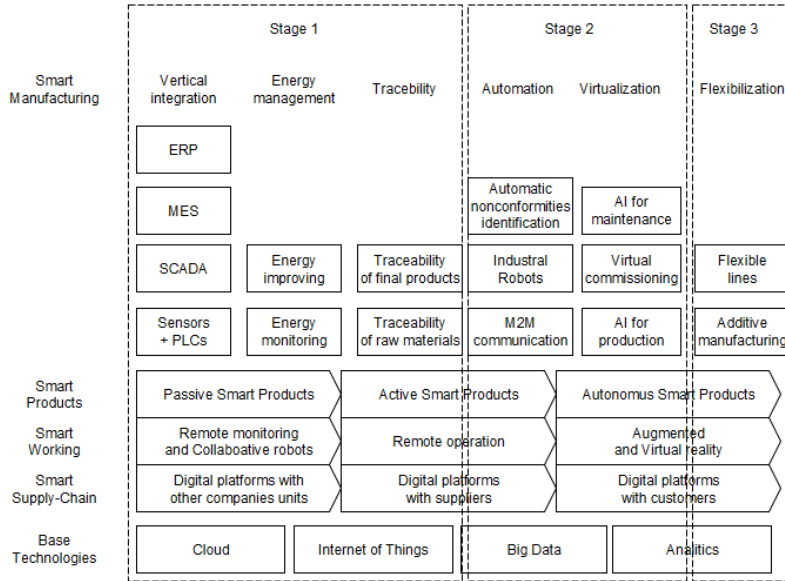 Stage 1
Stage 2
Stage 3
Smart
Manufacturing
Vertical
integration
Energy
management
Tracebility
Automation
Virtualization
Flexibilization
ERP
MES
Automatic
nonconformities
identification
AI for
maintenance
SCADA
Energy
improving
Traceability
of final products
Industral
Robots
Virtual
commissioning
Flexible
lines
Sensors
+ PLCs
Energy
monitoring
Traceability
of raw materials
M2M
communication
AI for
production
Additive
manufacturing
Smart
Products
Passive Smart Products
Active Smart Products
Autonomus Smart Products
Smart
Working
Remote monitoring
and Collaboative robots
Remote operation
Augmented
and Virtual reality
Smart
Supply-Chain
Digital platforms with
other companies units
Digital platforms
with suppliers
Digital platforms
with customers
Base
Technologies
Cloud
Internet of Things
Big Data
Analitics